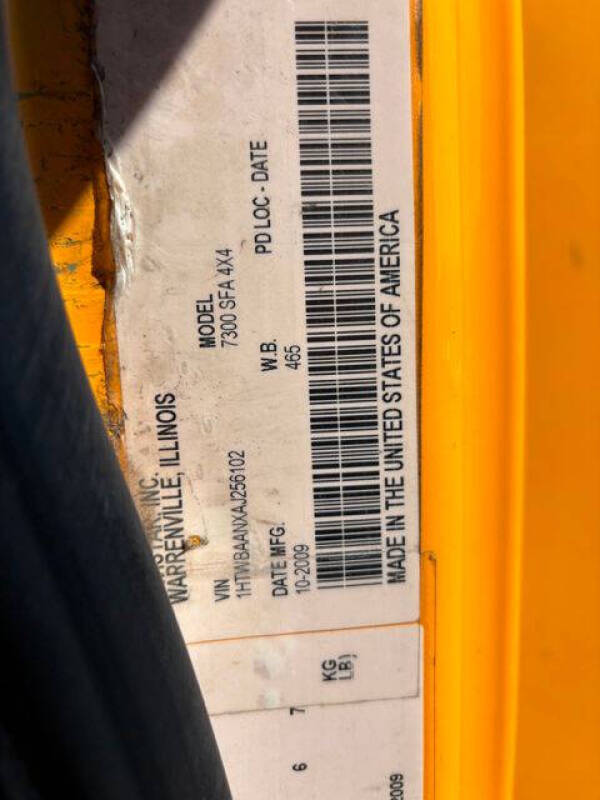 WARRENVILLE, ILLINOIS
VIN MODEL
1HTWBAANXAJ256102 7300 SFA 4X4
DATE MFG. W.B. PD LOC - DATE
10-2009 465
MADE IN THE UNITED STATES OF AMERICA
KG
LB)
6 7
2009